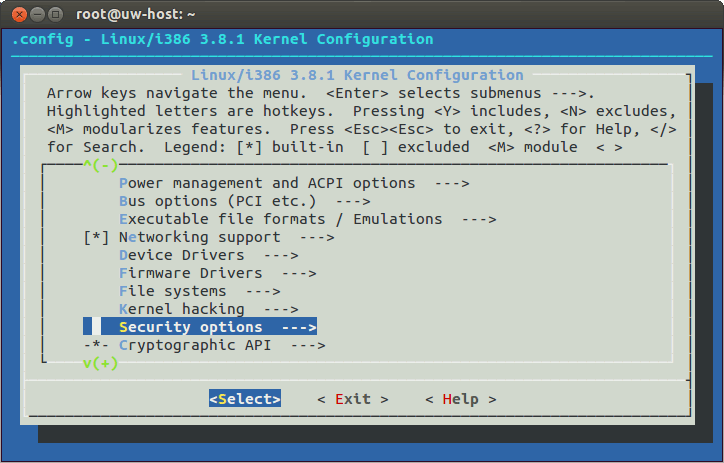 root@uw-host: ~
.config - Linux/i386 3.8.1 Kernel Configuration
Linux/i386 3.8.1 Kernel Configuration
Arrow keys navigate the menu.  <Enter> selects submenus --->.
Highlighted letters are hotkeys.  Pressing <Y> includes, <N> excludes,
<M> modularizes features.  Press <Esc><Esc> to exit, <?> for Help, </>
for Search.  Legend: [*] built-in  [ ] excluded  <M> module  < >
^(-)
Power management and ACPI options  --->
Bus options (PCI etc.)  --->
Executable file formats / Emulations  --->
[*] Networking support  --->
Device Drivers  --->
Firmware Drivers  --->
File systems  --->
Kernel hacking  --->
Security options  --->
-*- Cryptographic API  --->
v(+)
<Select>    < Exit >    < Help >